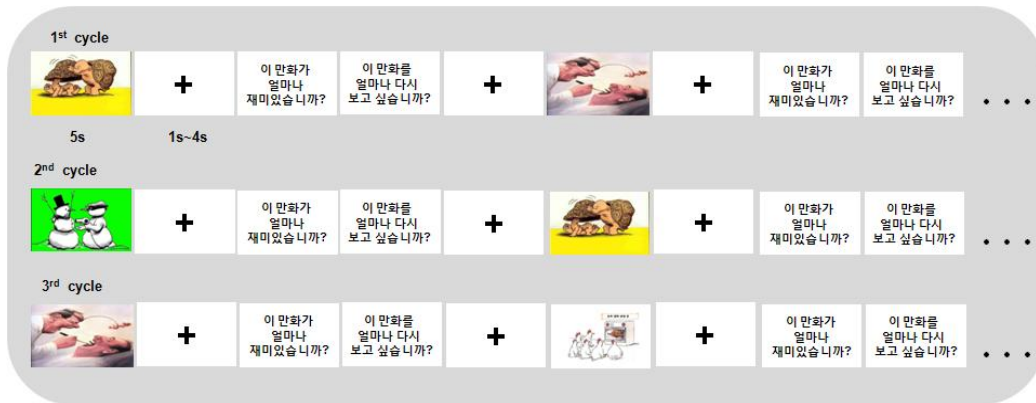 1st cycle
+
이 만화가
얼마나
재미있습니까?
이 만화를
얼마나 다시
보고 싶습니까?
+
+
이 만화가
얼마나
재미있습니까?
이 만화를
얼마나 다시
보고 싶습니까?
. . .
5s
1s~4s
2nd cycle
+
이 만화가
얼마나
재미있습니까?
이 만화를
얼마나 다시
보고 싶습니까?
+
+
이 만화가
얼마나
재미있습니까?
이 만화를
얼마나 다시
보고 싶습니까?
. . .
3rd cycle
+
이 만화가
얼마나
재미있습니까?
이 만화를
얼마나 다시
보고 싶습니까?
+
+
이 만화가
얼마나
재미있습니까?
이 만화를
얼마나 다시
보고 싶습니까?
. . .